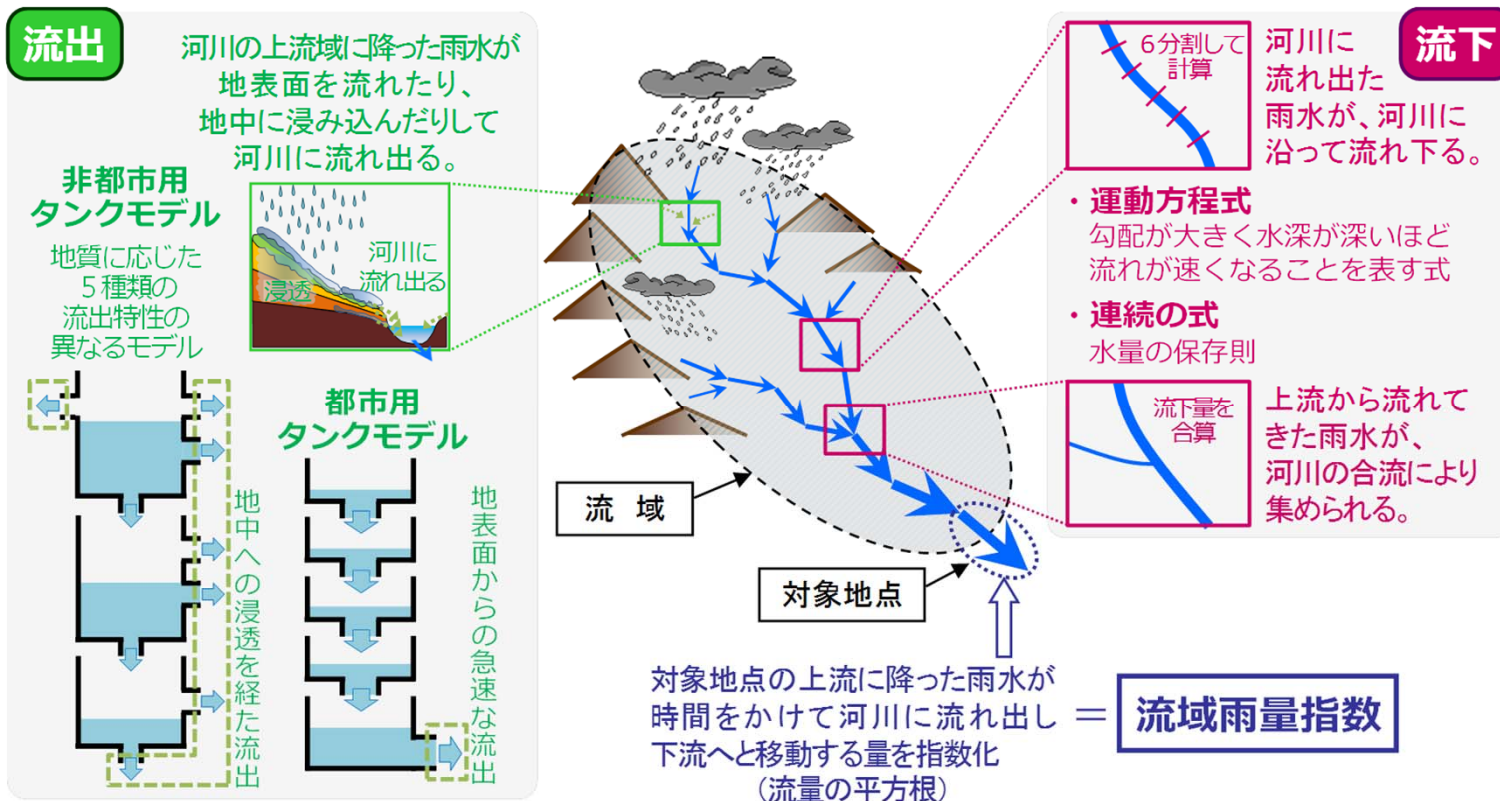 流出
河川の上流域に降った雨水が
地表面を流れたり、
地中に浸み込んだりして
河川に流れ出る。
非都市用
タンクモデル
地質に応じた
5種類の
流出特性の
異なるモデル
浸透
河川に
流れ出る
都市用
タンクモデル
地中への浸透を経た流出
地表面からの急速な流出
流域
対象地点
対象地点の上流に降った雨水が
時間をかけて河川に流れ出し
下流へと移動する量を指数化
(流量の平方根)
=
流域雨量指数
流下
6分割して
計算
河川に
流れ出た
雨水が、河川に
沿って流れ下る。
・運動方程式
勾配が大きく水深が深いほど
流れが速くなることを表す式
・連続の式
水量の保存則
流下量を
合算
上流から流れて
きた雨水が、
河川の合流により
集められる。